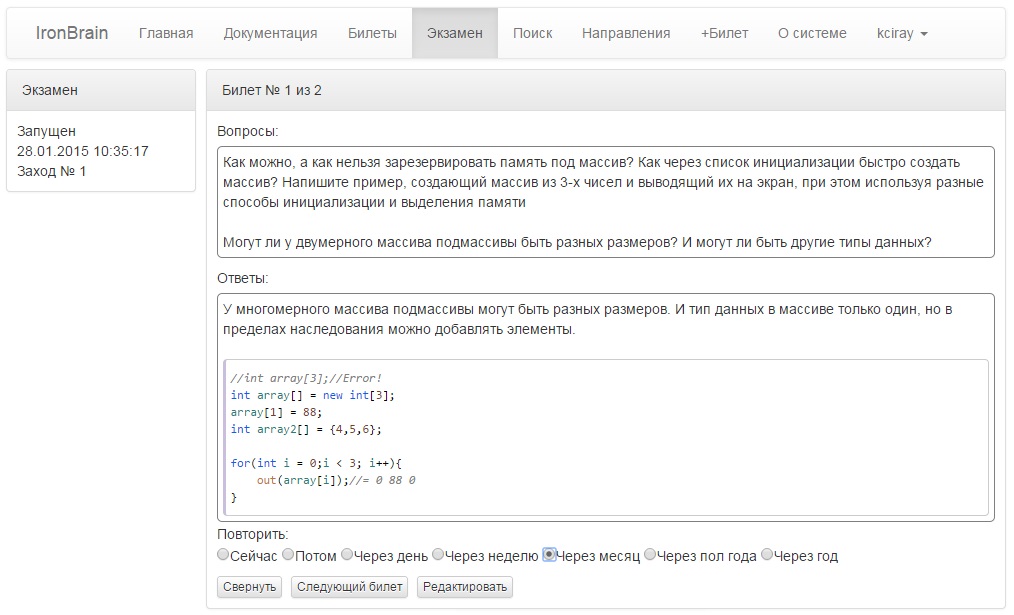 IronBrain Главная Документация Билеты Экзамен Поиск Направления +Билет О системе kciray
Экзамен
Запущен
28.01.2015 10:35:17
Заход № 1
Билет № 1 из 2
Вопросы:
Как можно, а как нельзя зарезервировать память под массив? Как через список инициализации быстро создать
массив? Напишите пример, создающий массив из 3-х чисел и выводящий их на экран, при этом используя разные
способы инициализации и выделения памяти
Могут ли у двумерного массива подмассивы быть разных размеров? И могут ли быть другие типы данных?
Ответы:
У многомерного массива подмассивы могут быть разных размеров. И тип данных в массиве только один, но в
пределах наследования можно добавлять элементы.
//int array[3];//Error!
int array[] = new int[3];
array[1] = 88;
int array2[] = {4,5,6};
for(int i = 0;i < 3; i++){
    out(array[i]);//= 0 88 0
}
Повторить:
Сейчас Потом Через день Через неделю Через месяц Через пол года Через год
Свернуть Следующий билет Редактировать